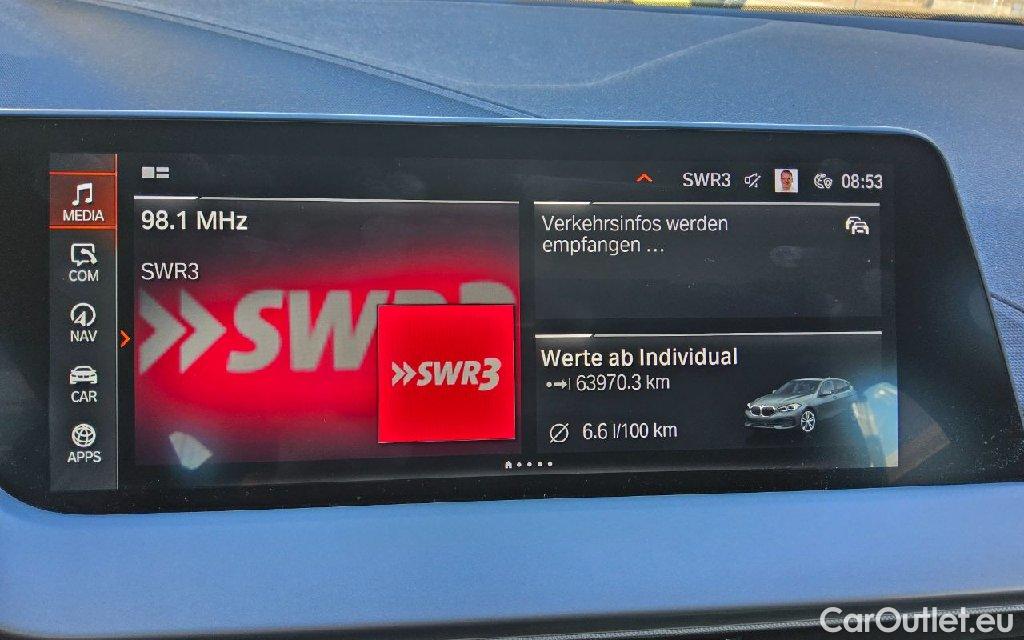 SWR3 08:53
MEDIA
COM
NAV
CAR
APPS
98.1 MHz
SWR3
SWR3
SWR3
Verkehrsinfos werden
empfangen ...
Werte ab Individual
63970.3 km
Ø 6.6 l/100 km
CarOutlet.eu